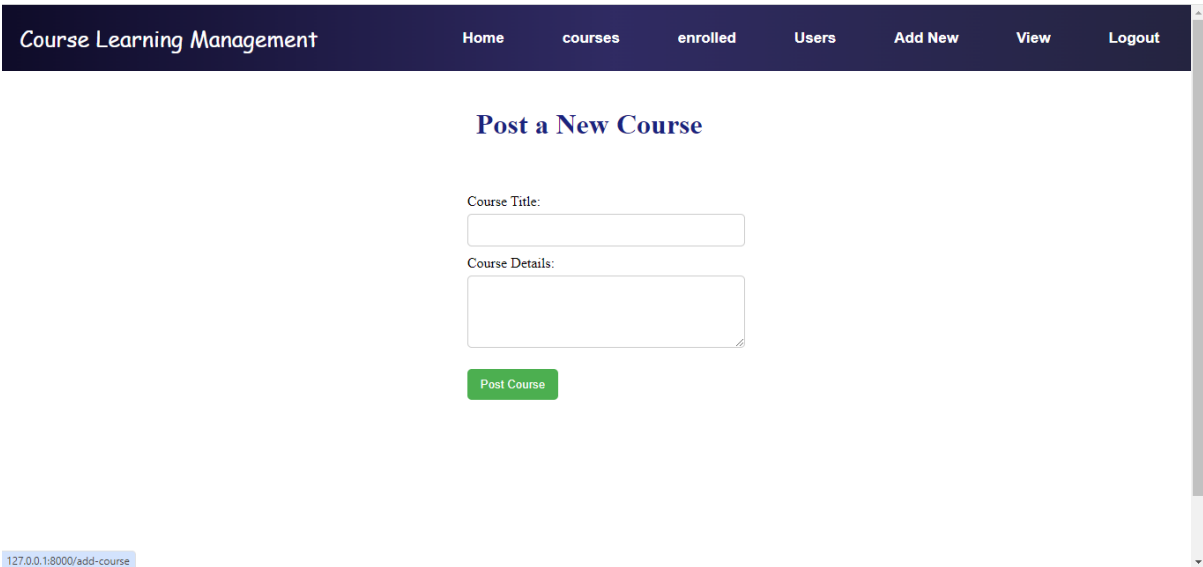 Course Learning Management Home courses enrolled Users Add New View Logout
Post a New Course
Course Title:
Course Details:
Post Course
127.0.0.1:8000/add-course